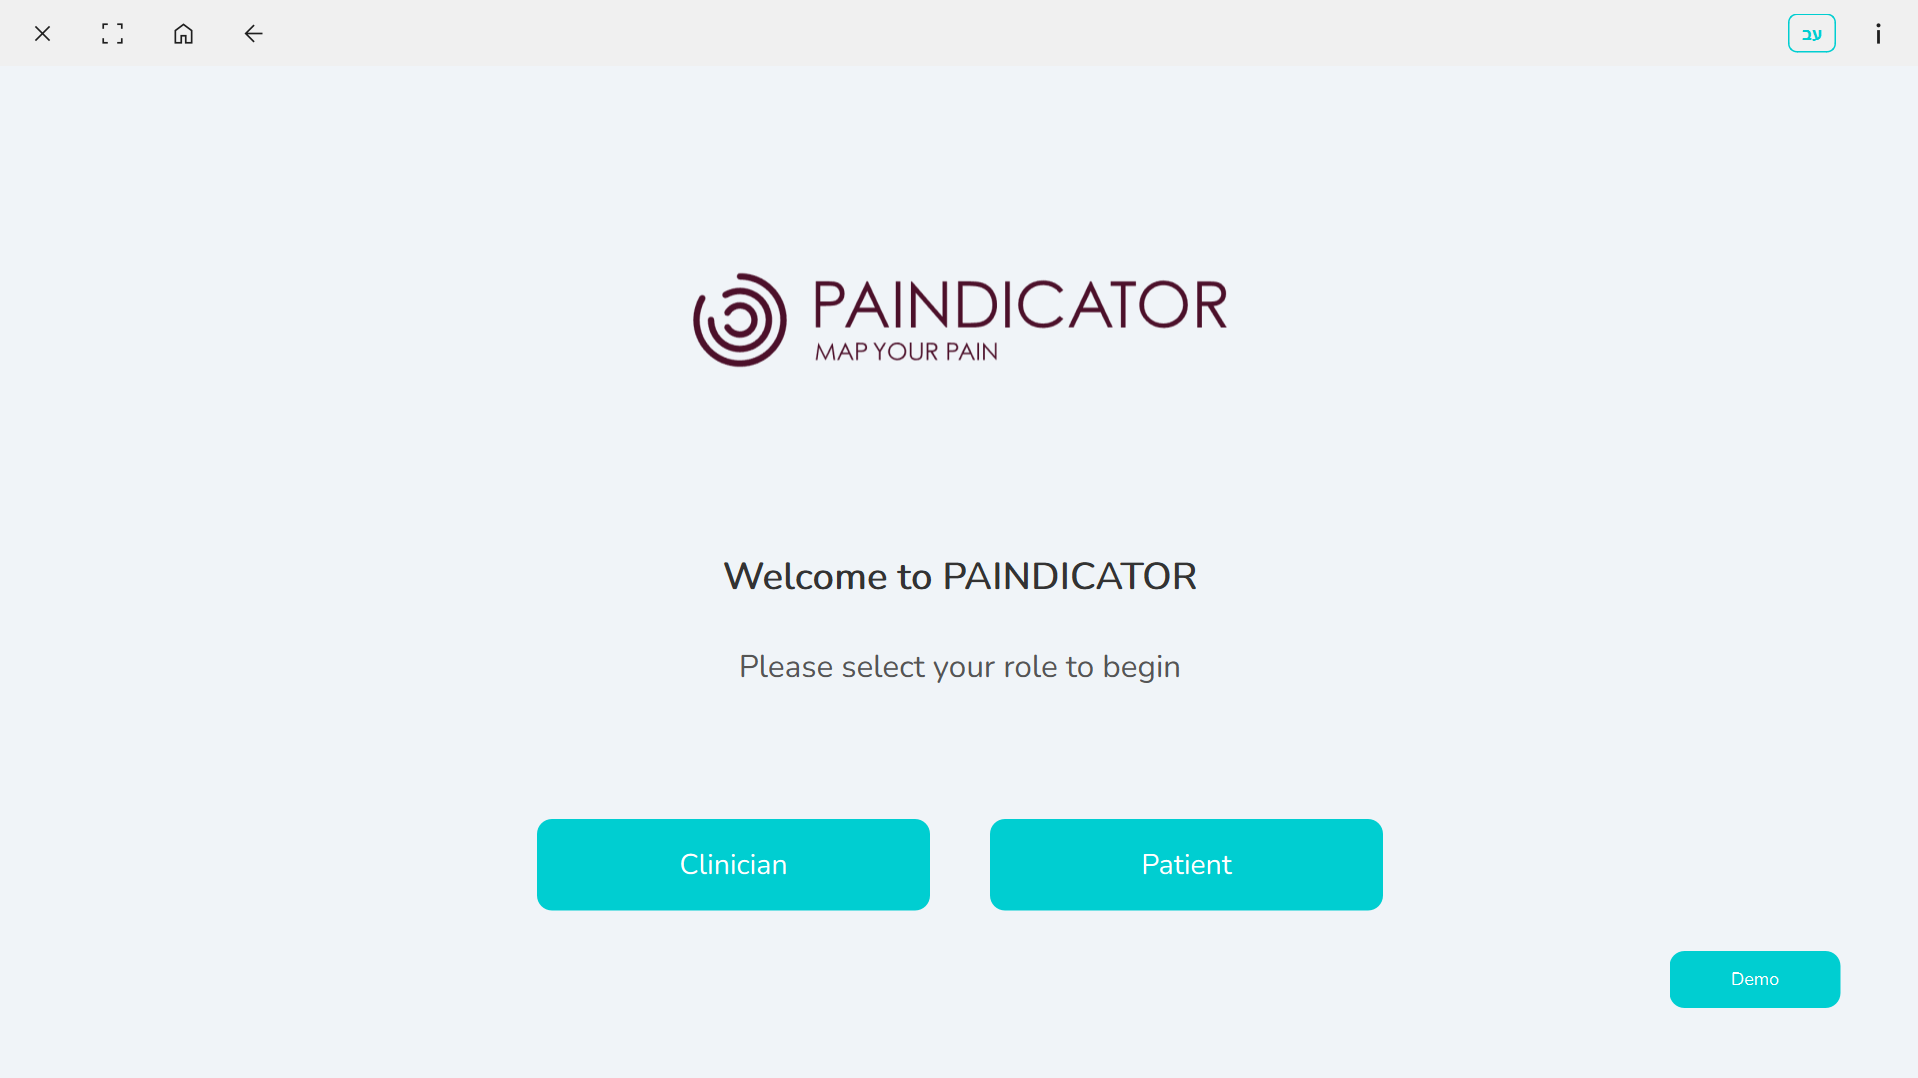 עב
i
PAINDICATOR
MAP YOUR PAIN
Welcome to PAINDICATOR
Please select your role to begin
Clinician
Patient
Demo